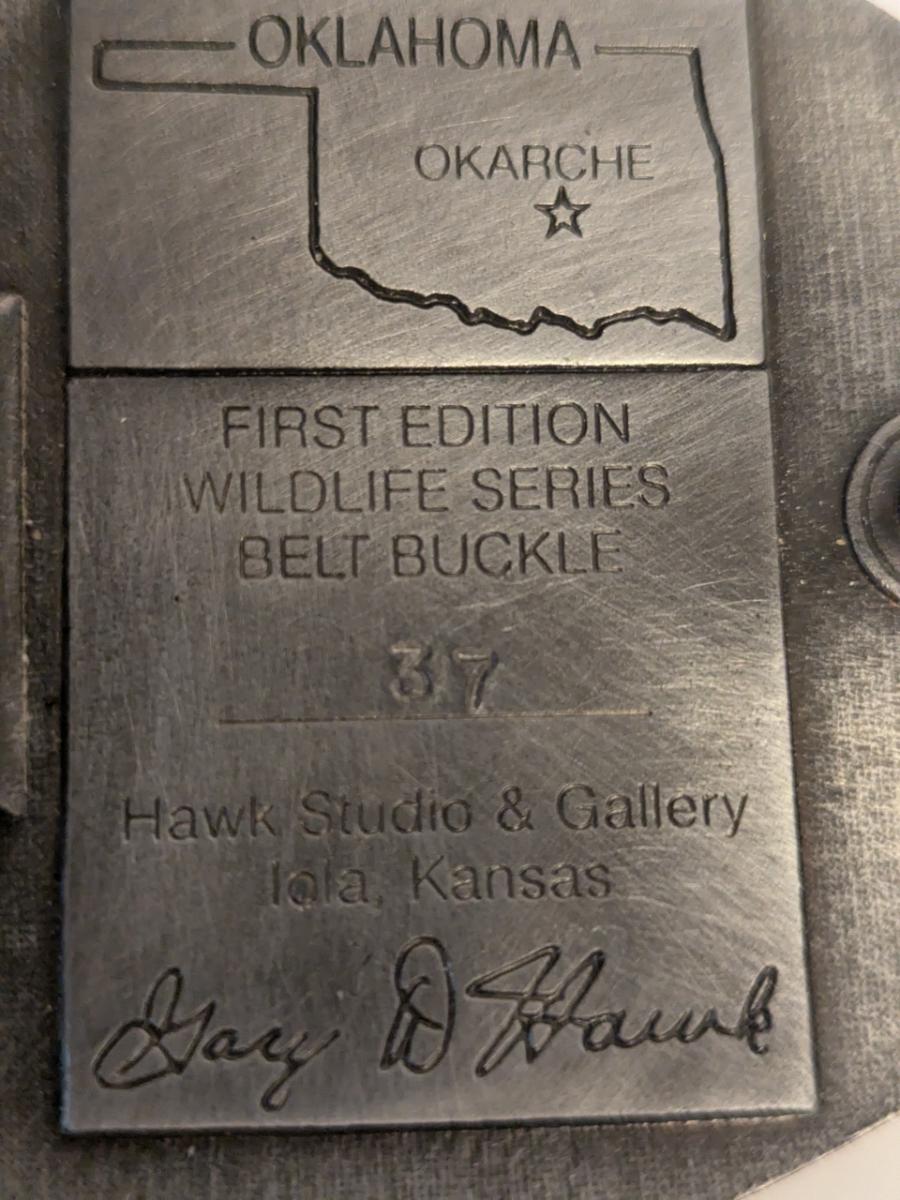 OKLAHOMA
OKARCHE
FIRST EDITION
WILDLIFE SERIES
BELT BUCKLE
37
Hawk Studio & Gallery
Iola, Kansas
Gary D Hawk